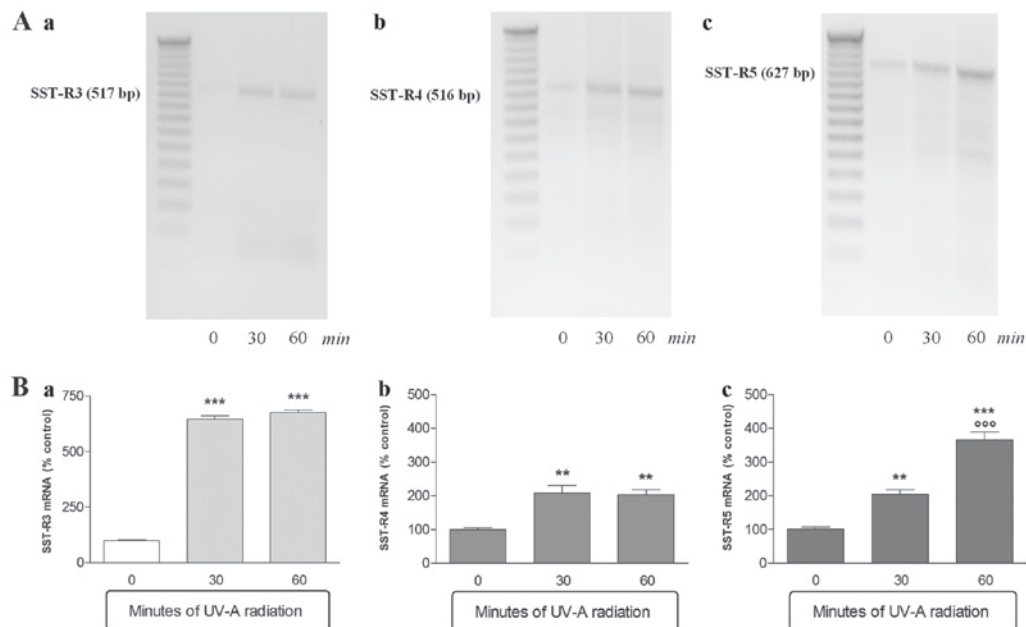 A a
b
c
SST-R3 (517 bp)
SST-R4 (516 bp)
SST-R5 (627 bp)
0 30 60 min
0 30 60 min
0 30 60 min
B a
SST-R3 mRNA (% control)
750
500
250
0
***
***
0 30 60
Minutes of UV-A radiation
b
SST-R4 mRNA (% control)
500
400
300
200
100
0
**
**
0 30 60
Minutes of UV-A radiation
c
SST-R5 mRNA (% control)
500
400
300
200
100
0
**
***
°°°
0 30 60
Minutes of UV-A radiation